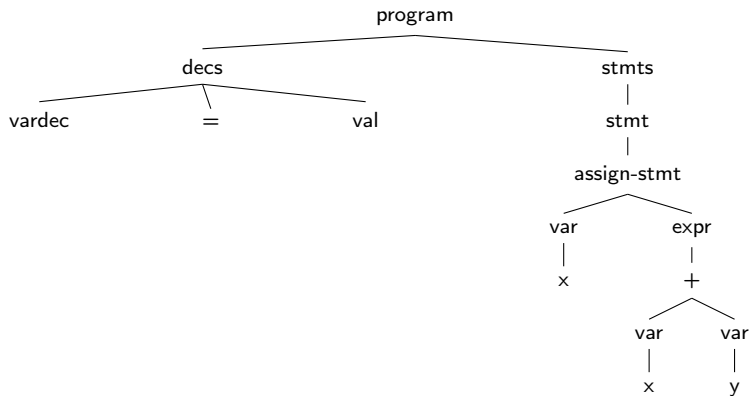 program
decs stmts
vardec = val stmt
assign-stmt
var expr
x +
var var
x y